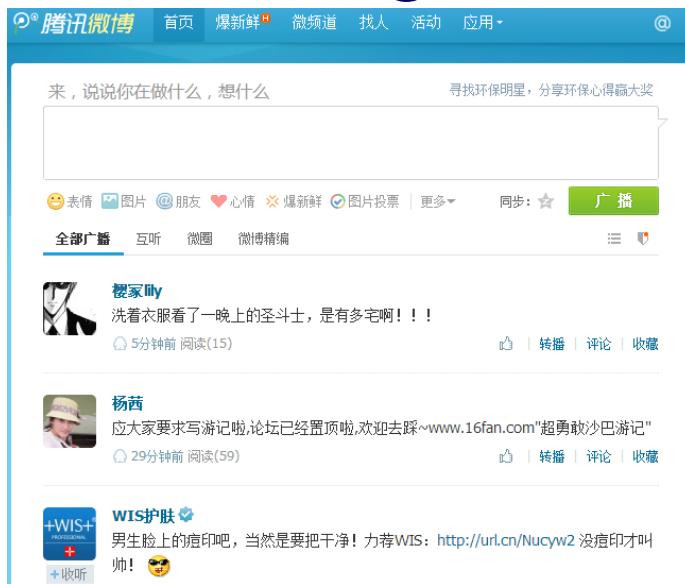 腾讯微博 首页 爆新鲜 H 微频道 找人 活动 应用 @
来，说说你在做什么，想什么 寻找环保明星，分享环保心得赢大奖
表情 图片 @朋友 心情 爆新鲜 图片投票 更多 同步： 广播
全部广播 互听 微圈 微博精编
樱冢lily
洗着衣服看了一晚上的圣斗士，是有多宅啊！！！
5分钟前 阅读(15) 转播 评论 收藏
杨茜
应大家要求写游记啦,论坛已经置顶啦,欢迎去踩~www.16fan.com"超勇敢沙巴游记"
29分钟前 阅读(59) 转播 评论 收藏
WIS护肤
+WIS+
PROFESSIONAL
男生脸上的痘印吧，当然是要把干净！力荐WIS：http://url.cn/Nucyw2 没痘印才叫
帅！
+收听